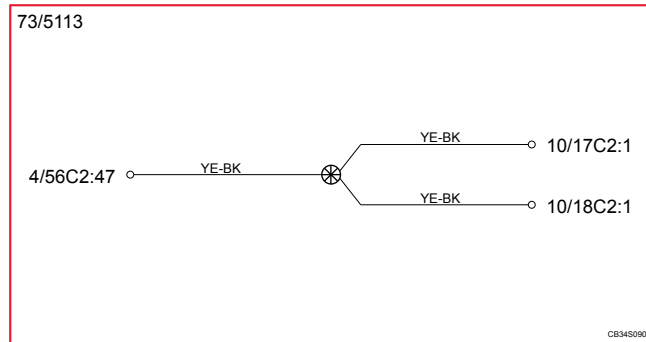 73/5113
YE-BK
10/17C2:1
4/56C2:47
YE-BK
YE-BK
10/18C2:1
CB34S090